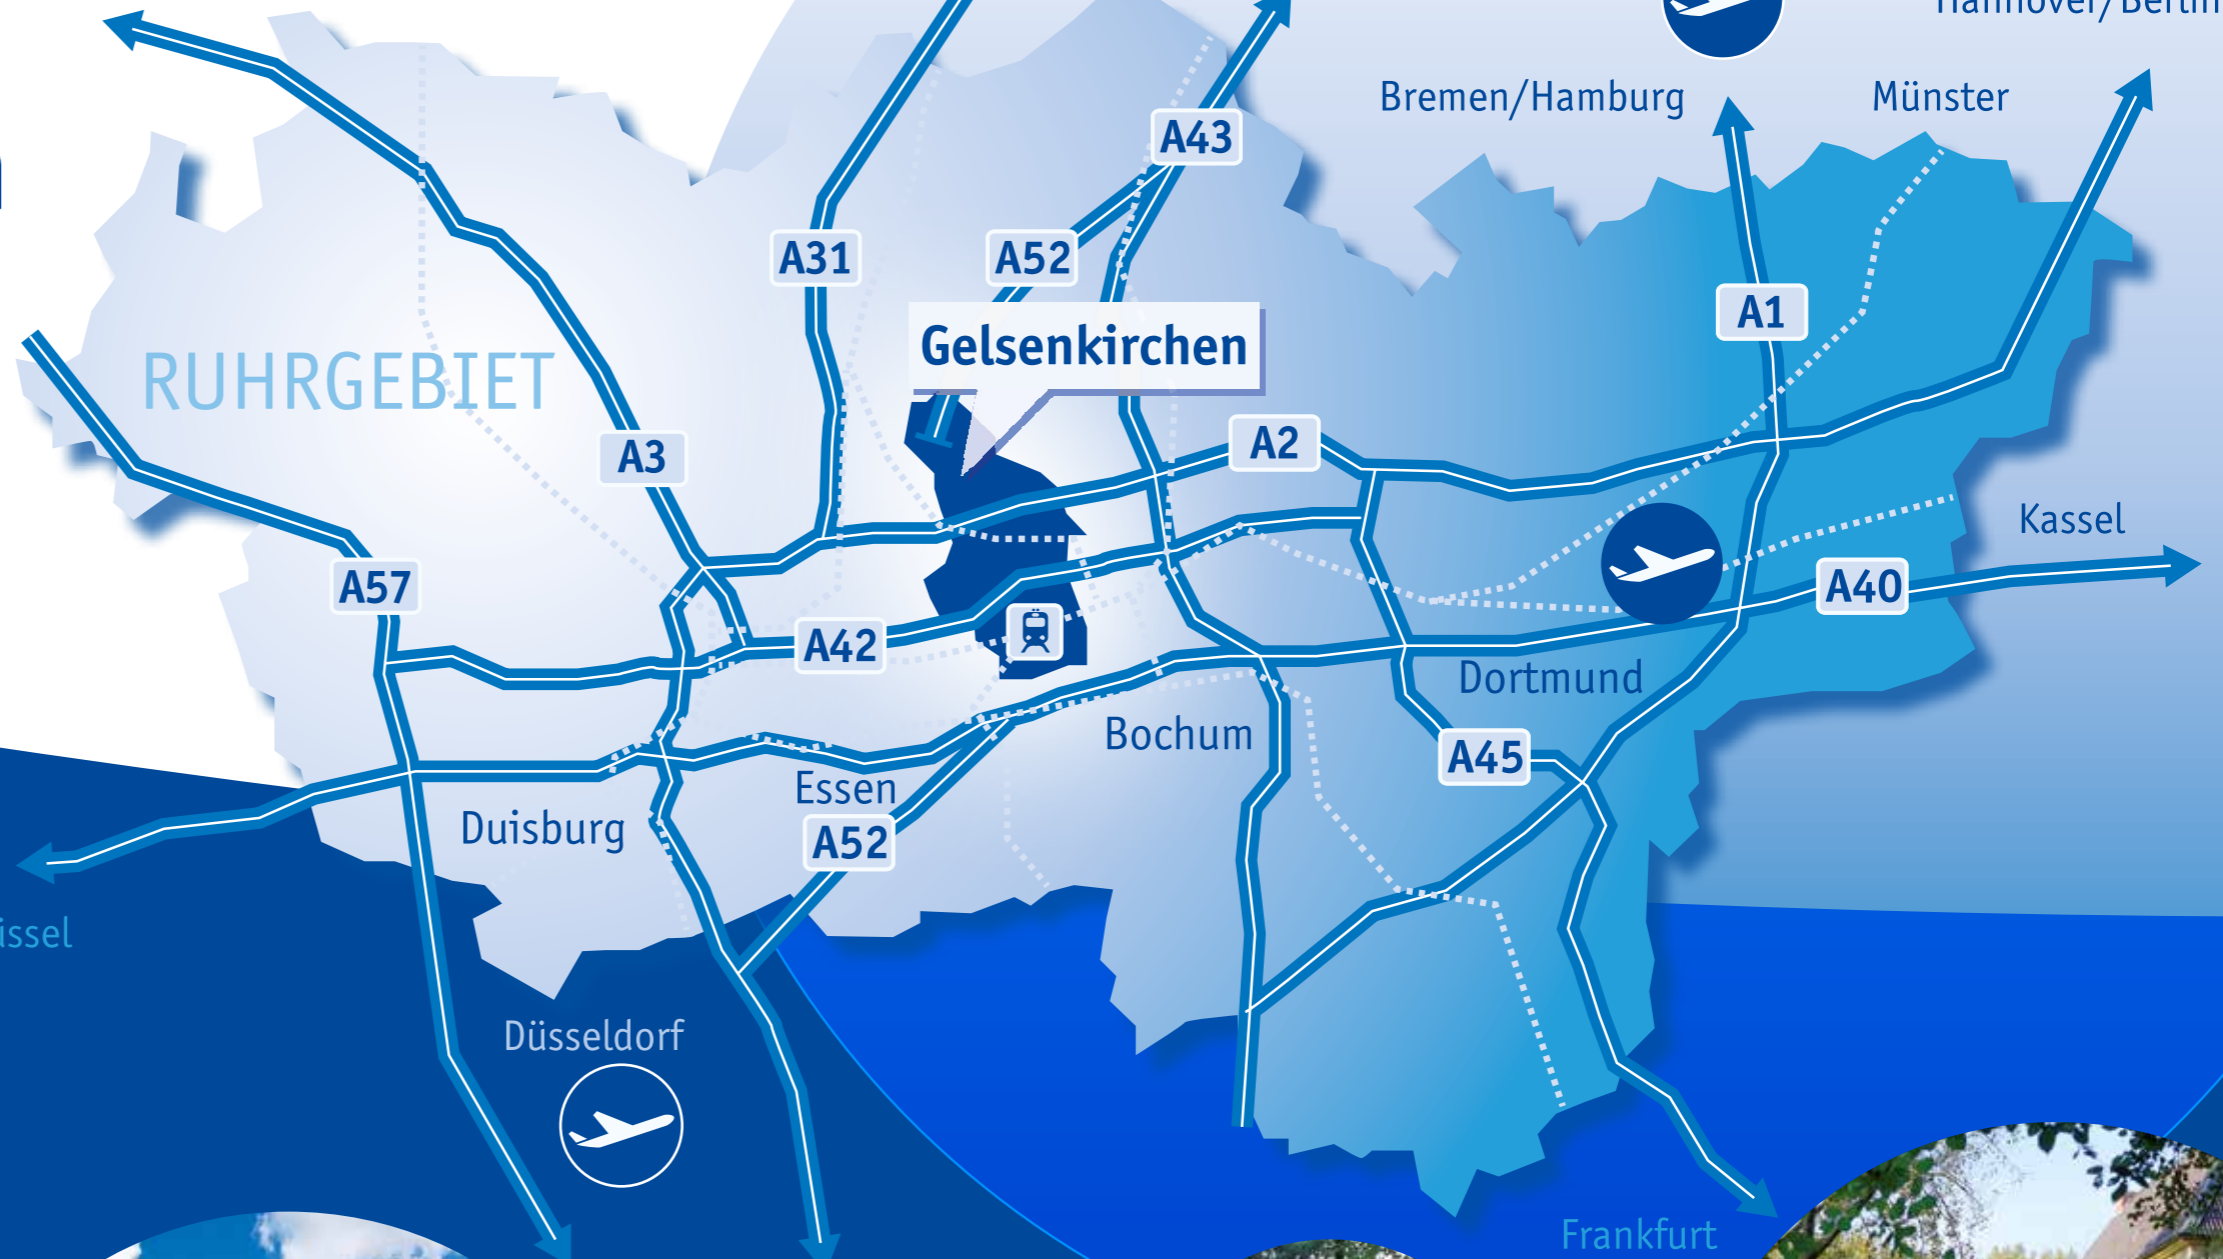 Bremen/Hamburg
Münster
A43
A31
A52
A1
Gelsenkirchen
RUHRGEBIET
A3
A2
Kassel
A57
A40
A42
Dortmund
Bochum
A45
Essen
Duisburg
A52
Düsseldorf
Frankfurt